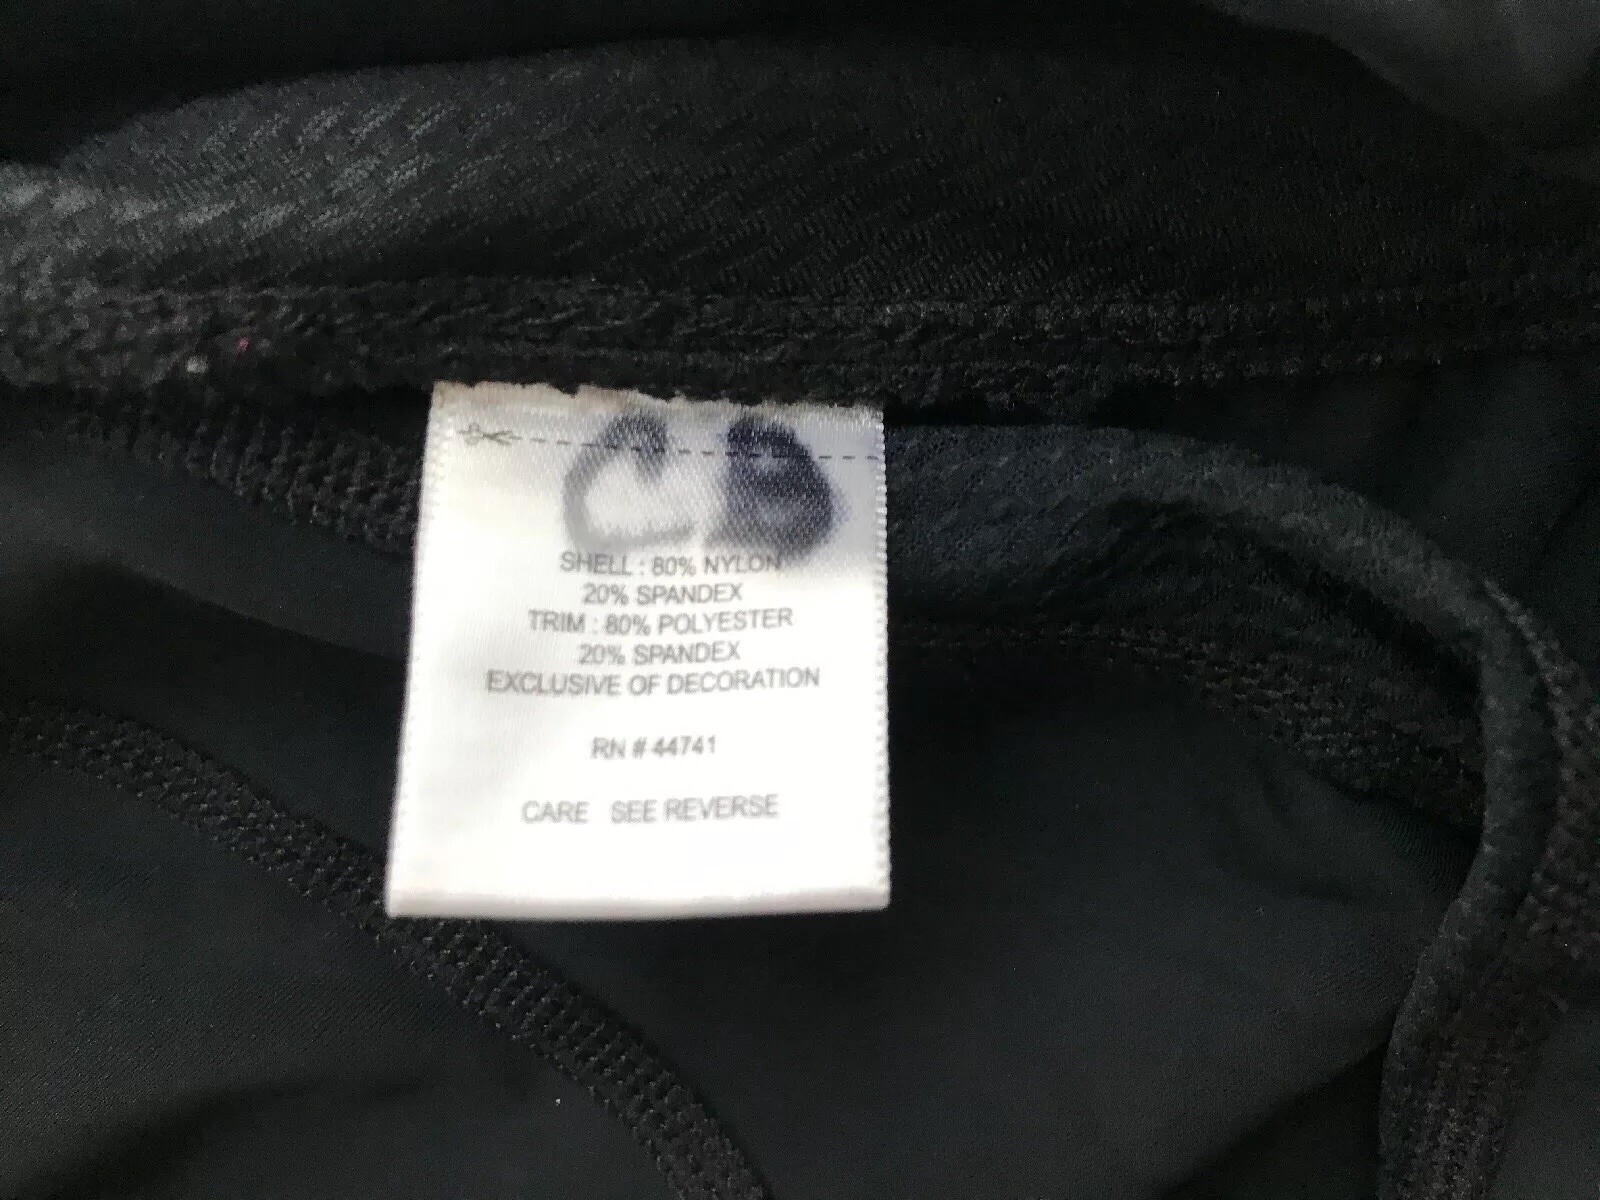 CB
SHELL : 80% NYLON
20% SPANDEX
TRIM : 80% POLYESTER
20% SPANDEX
EXCLUSIVE OF DECORATION
RN # 44741
CARE SEE REVERSE